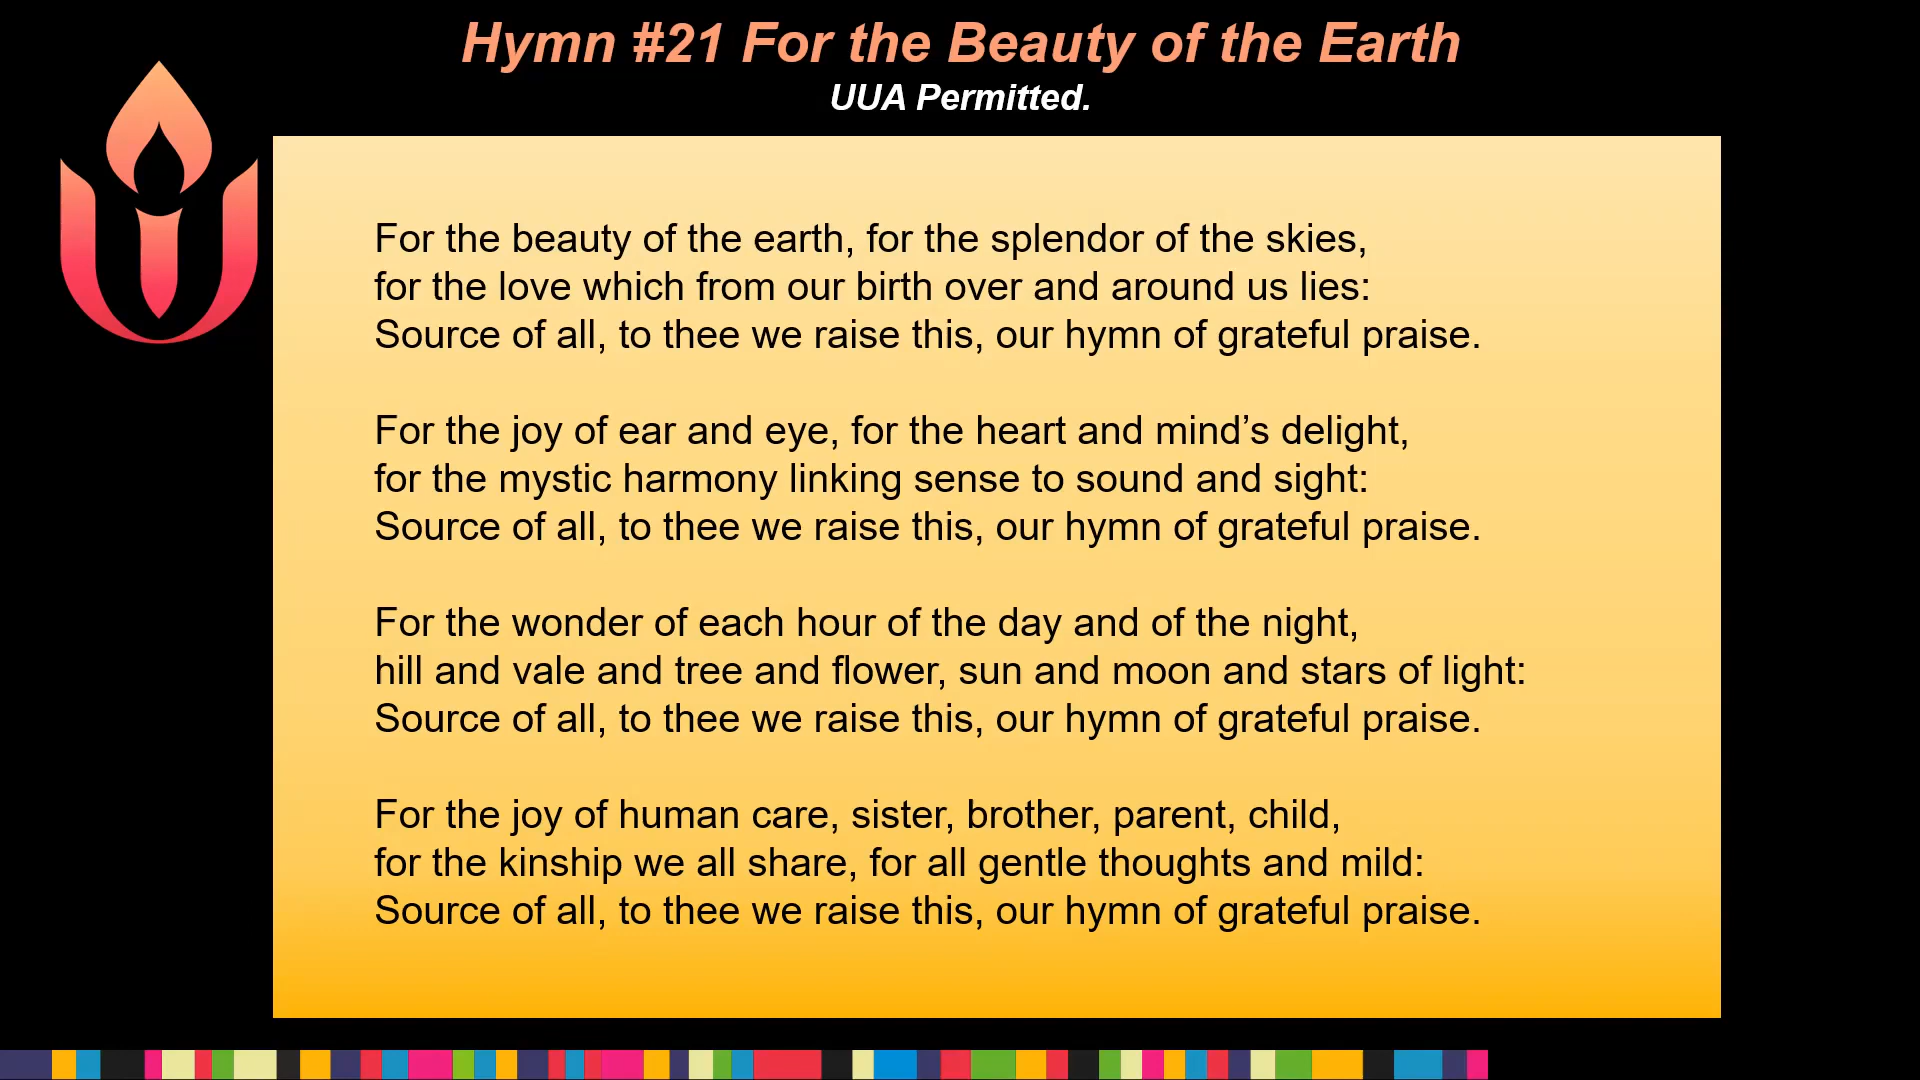 Hymn #21 For the Beauty of the Earth
UUA Permitted.
For the beauty of the earth, for the splendor of the skies,
for the love which from our birth over and around us lies:
Source of all, to thee we raise this, our hymn of grateful praise.
For the joy of ear and eye, for the heart and mind’s delight,
for the mystic harmony linking sense to sound and sight:
Source of all, to thee we raise this, our hymn of grateful praise.
For the wonder of each hour of the day and of the night,
hill and vale and tree and flower, sun and moon and stars of light:
Source of all, to thee we raise this, our hymn of grateful praise.
For the joy of human care, sister, brother, parent, child,
for the kinship we all share, for all gentle thoughts and mild:
Source of all, to thee we raise this, our hymn of grateful praise.